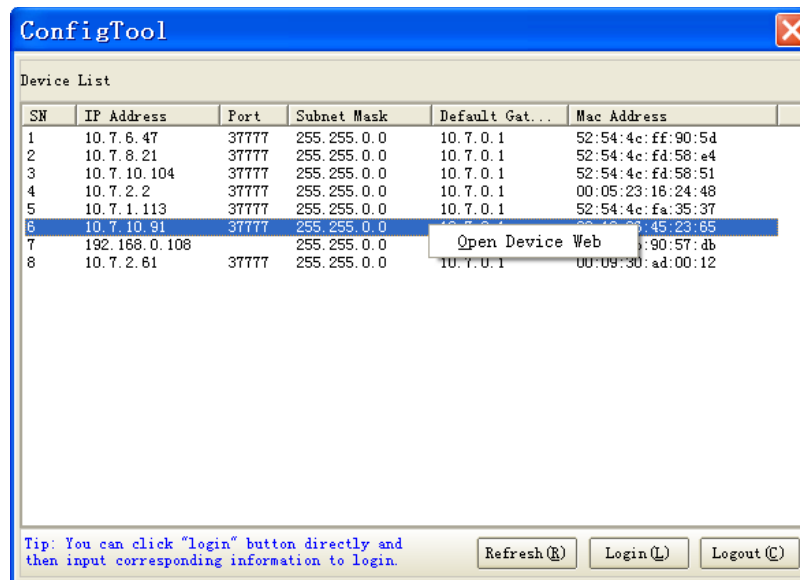 ConfigTool
Device List
SN IP Address Port Subnet Mask Default Gat... Mac Address
1 10.7.6.47 37777 255.255.0.0 10.7.0.1 52:54:4c:ff:90:5d
2 10.7.8.21 37777 255.255.0.0 10.7.0.1 52:54:4c:fd:58:e4
3 10.7.10.104 37777 255.255.0.0 10.7.0.1 52:54:4c:fd:58:51
4 10.7.2.2 37777 255.255.0.0 10.7.0.1 00:05:23:16:24:48
5 10.7.1.113 37777 255.255.0.0 10.7.0.1 52:54:4c:fa:35:37
6 10.7.10.91 37777 255.255.0.0 :45:23:65
Open Device Web
7 192.168.0.108 255.255.0.0 :90:57:db
8 10.7.2.61 37777 255.255.0.0 10.7.0.1 00:09:30:ad:00:12
Tip: You can click "login" button directly and
then input corresponding information to login.
Refresh(R) Login(L) Logout(C)